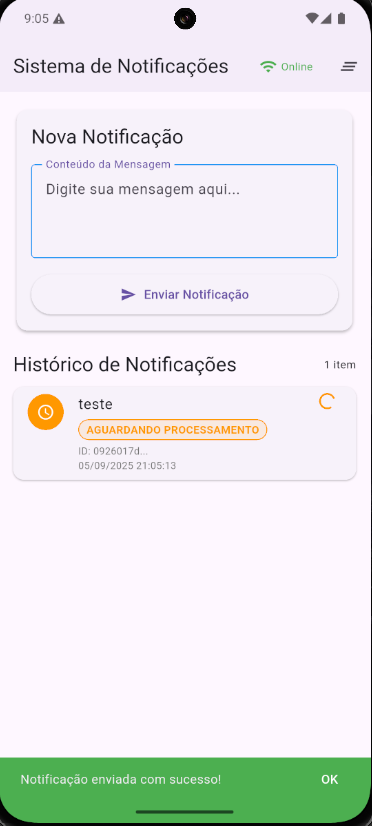 9:05
Sistema de Notificações
Online
Nova Notificação
Conteúdo da Mensagem
Digite sua mensagem aqui...
Enviar Notificação
Histórico de Notificações
1 item
teste
AGUARDANDO PROCESSAMENTO
ID: 0926017d...
05/09/2025 21:05:13
Notificação enviada com sucesso!
OK